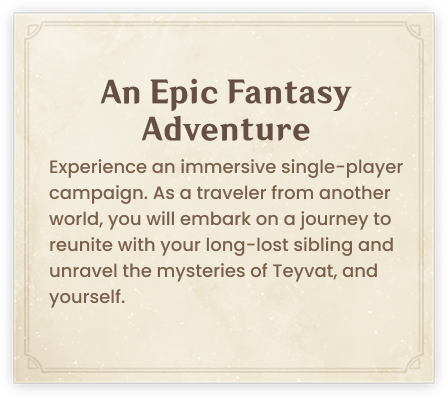 An Epic Fantasy
Adventure
Experience an immersive single-player
campaign. As a traveler from another
world, you will embark on a journey to
reunite with your long-lost sibling and
unravel the mysteries of Teyvat, and
yourself.